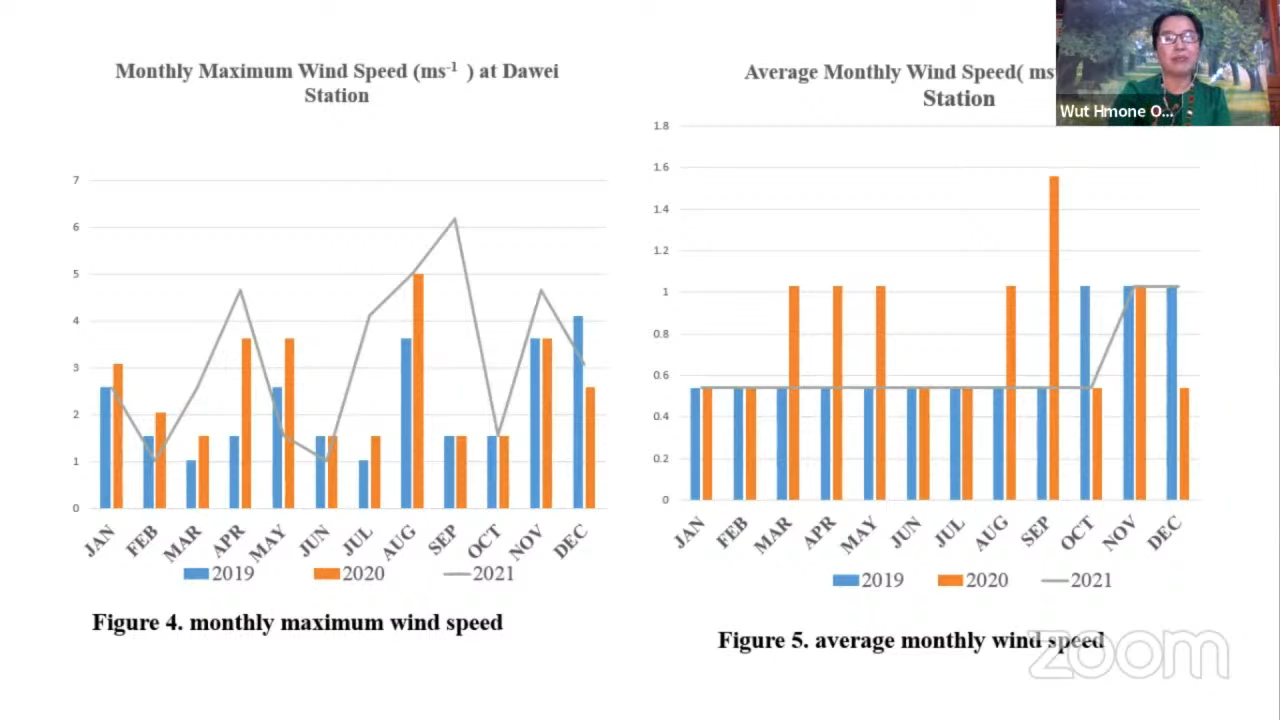 Monthly Maximum Wind Speed (ms-1 ) at Dawei
Station
7
6
5
4
3
2
1
0
JAN
FEB
MAR
APR
MAY
JUN
JUL
AUG
SEP
OCT
NOV
DEC
2019
2020
2021
Figure 4. monthly maximum wind speed
Average Monthly Wind Speed( ms
Station
1.8
1.6
1.4
1.2
1
0.8
0.6
0.4
0.2
0
JAN
FEB
MAR
APR
MAY
JUN
JUL
AUG
SEP
OCT
NOV
DEC
2019
2020
2021
Figure 5. average monthly wind speed
Wut Hmone O...
zoom